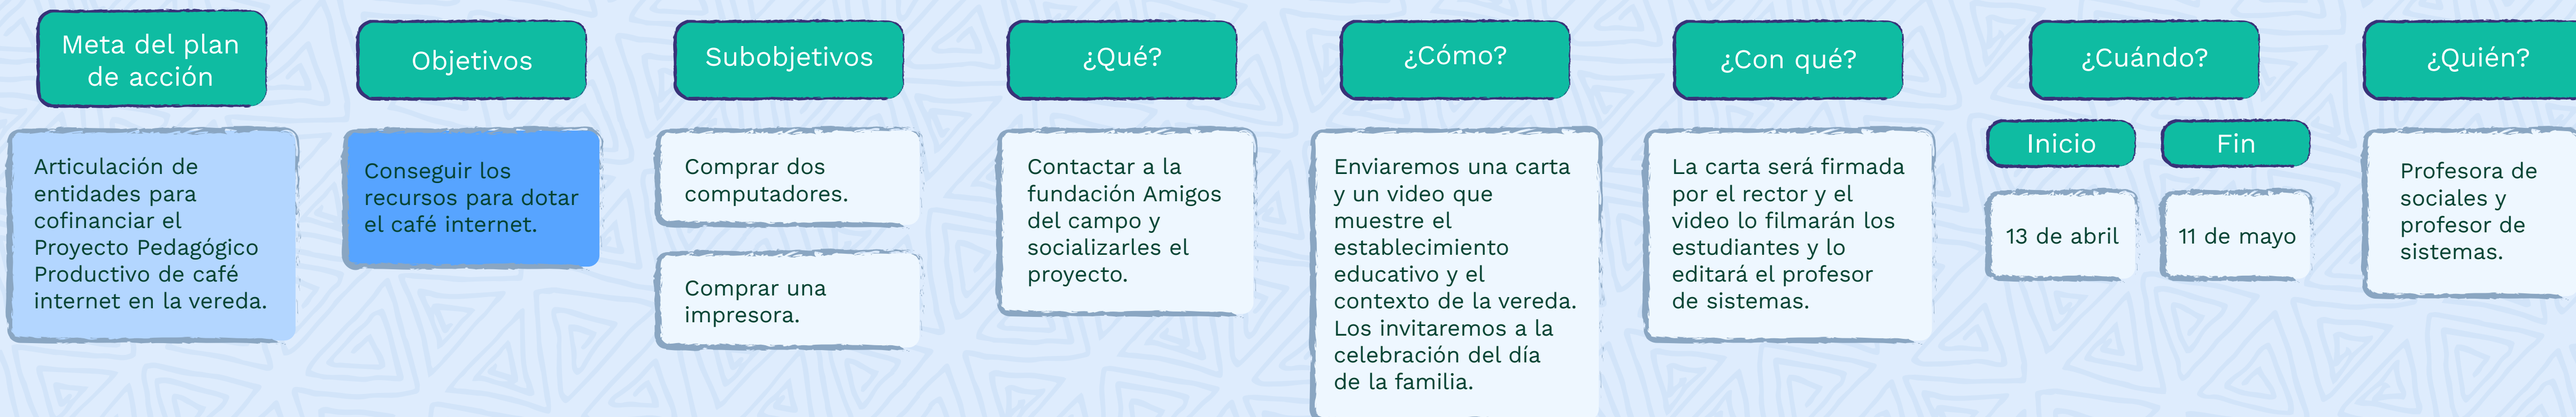 Meta del plan
de acción
Objetivos
Subobjetivos
¿Qué?
¿Cómo?
¿Con qué?
¿Cuándo?
¿Quién?
Inicio
Fin
Articulación de
entidades para
cofinanciar el
Proyecto Pedagógico
Productivo de café
internet en la vereda.
Conseguir los
recursos para dotar
el café internet.
Comprar dos
computadores.
Comprar una
impresora.
Contactar a la
fundación Amigos
del campo y
socializarles el
proyecto.
Enviaremos una carta
y un video que
muestre el
establecimiento
educativo y el
contexto de la vereda.
Los invitaremos a la
celebración del día
de la familia.
La carta será firmada
por el rector y el
video lo filmarán los
estudiantes y lo
editará el profesor
de sistemas.
13 de abril
11 de mayo
Profesora de
sociales y
profesor de
sistemas.